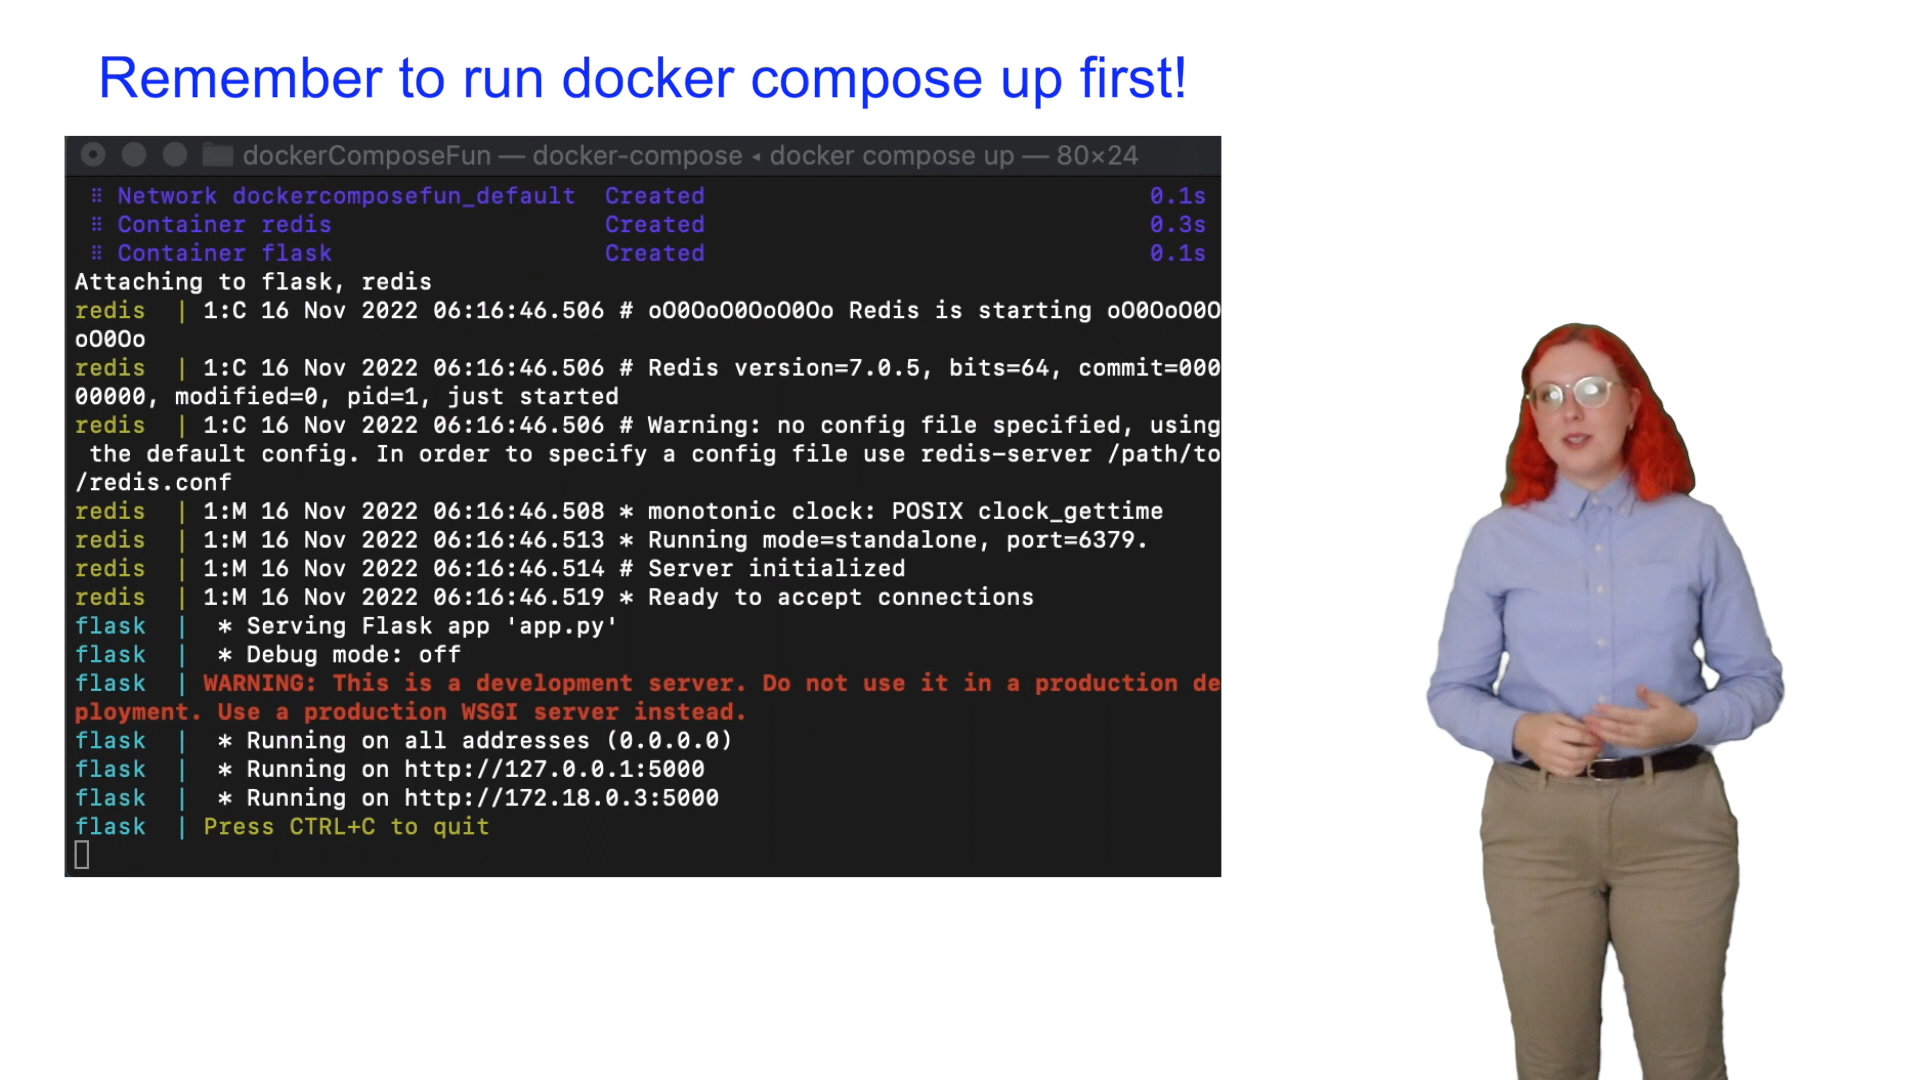 Remember to run docker compose up first!
dockerComposeFun — docker-compose ◂ docker compose up — 80×24
⠿ Network dockercomposefun_default  Created  0.1s
⠿ Container redis  Created  0.3s
⠿ Container flask  Created  0.1s
Attaching to flask, redis
redis  | 1:C 16 Nov 2022 06:16:46.506 # oO0OoO0OoO0Oo Redis is starting oO0OoO0O
oO0Oo
redis  | 1:C 16 Nov 2022 06:16:46.506 # Redis version=7.0.5, bits=64, commit=000
00000, modified=0, pid=1, just started
redis  | 1:C 16 Nov 2022 06:16:46.506 # Warning: no config file specified, using
the default config. In order to specify a config file use redis-server /path/to
/redis.conf
redis  | 1:M 16 Nov 2022 06:16:46.508 * monotonic clock: POSIX clock_gettime
redis  | 1:M 16 Nov 2022 06:16:46.513 * Running mode=standalone, port=6379.
redis  | 1:M 16 Nov 2022 06:16:46.514 # Server initialized
redis  | 1:M 16 Nov 2022 06:16:46.519 * Ready to accept connections
flask  |  * Serving Flask app 'app.py'
flask  |  * Debug mode: off
flask  | WARNING: This is a development server. Do not use it in a production de
ployment. Use a production WSGI server instead.
flask  |  * Running on all addresses (0.0.0.0)
flask  |  * Running on http://127.0.0.1:5000
flask  |  * Running on http://172.18.0.3:5000
flask  | Press CTRL+C to quit